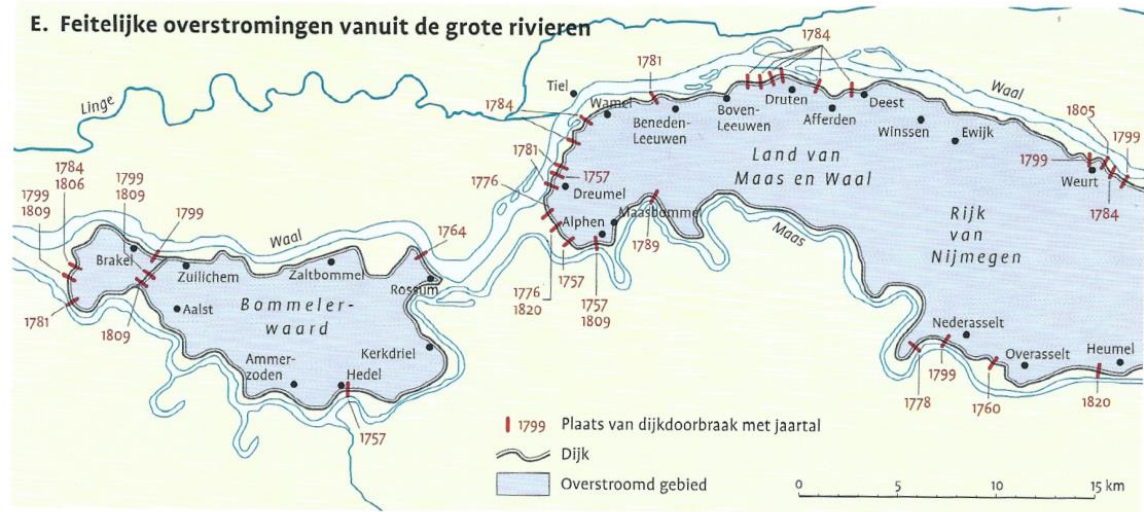 E. Feitelijke overstromingen vanuit de grote rivieren
Linge
Tiel
1784
1781
Wamel
Beneden-
Leeuwen
Boven-
Leeuwen
1784
Druten
Afferden
Deest
Waal
Winssen
Ewijk
1805
1799
1799
Weurt
1784
Land van
Maas en Waal
Rijk
van
Nijmegen
1781
1757
Dreumel
1776
Alphen
Maasbommel
1789
Maas
1776
1820
1757
1757
1809
1784
1806
1799
1809
1799
1809
1799
Waal
1764
Brakel
Zuilichem
Zaltbommel
Rossum
1781
Aalst
1809
Bommeler-
waard
Ammer-
zoden
Hedel
Kerkdriel
1757
Nederasselt
Overasselt
Heumel
1778
1799
1760
1820
1799 Plaats van dijkdoorbraak met jaartal
Dijk
Overstroomd gebied
0 5 10 15 km